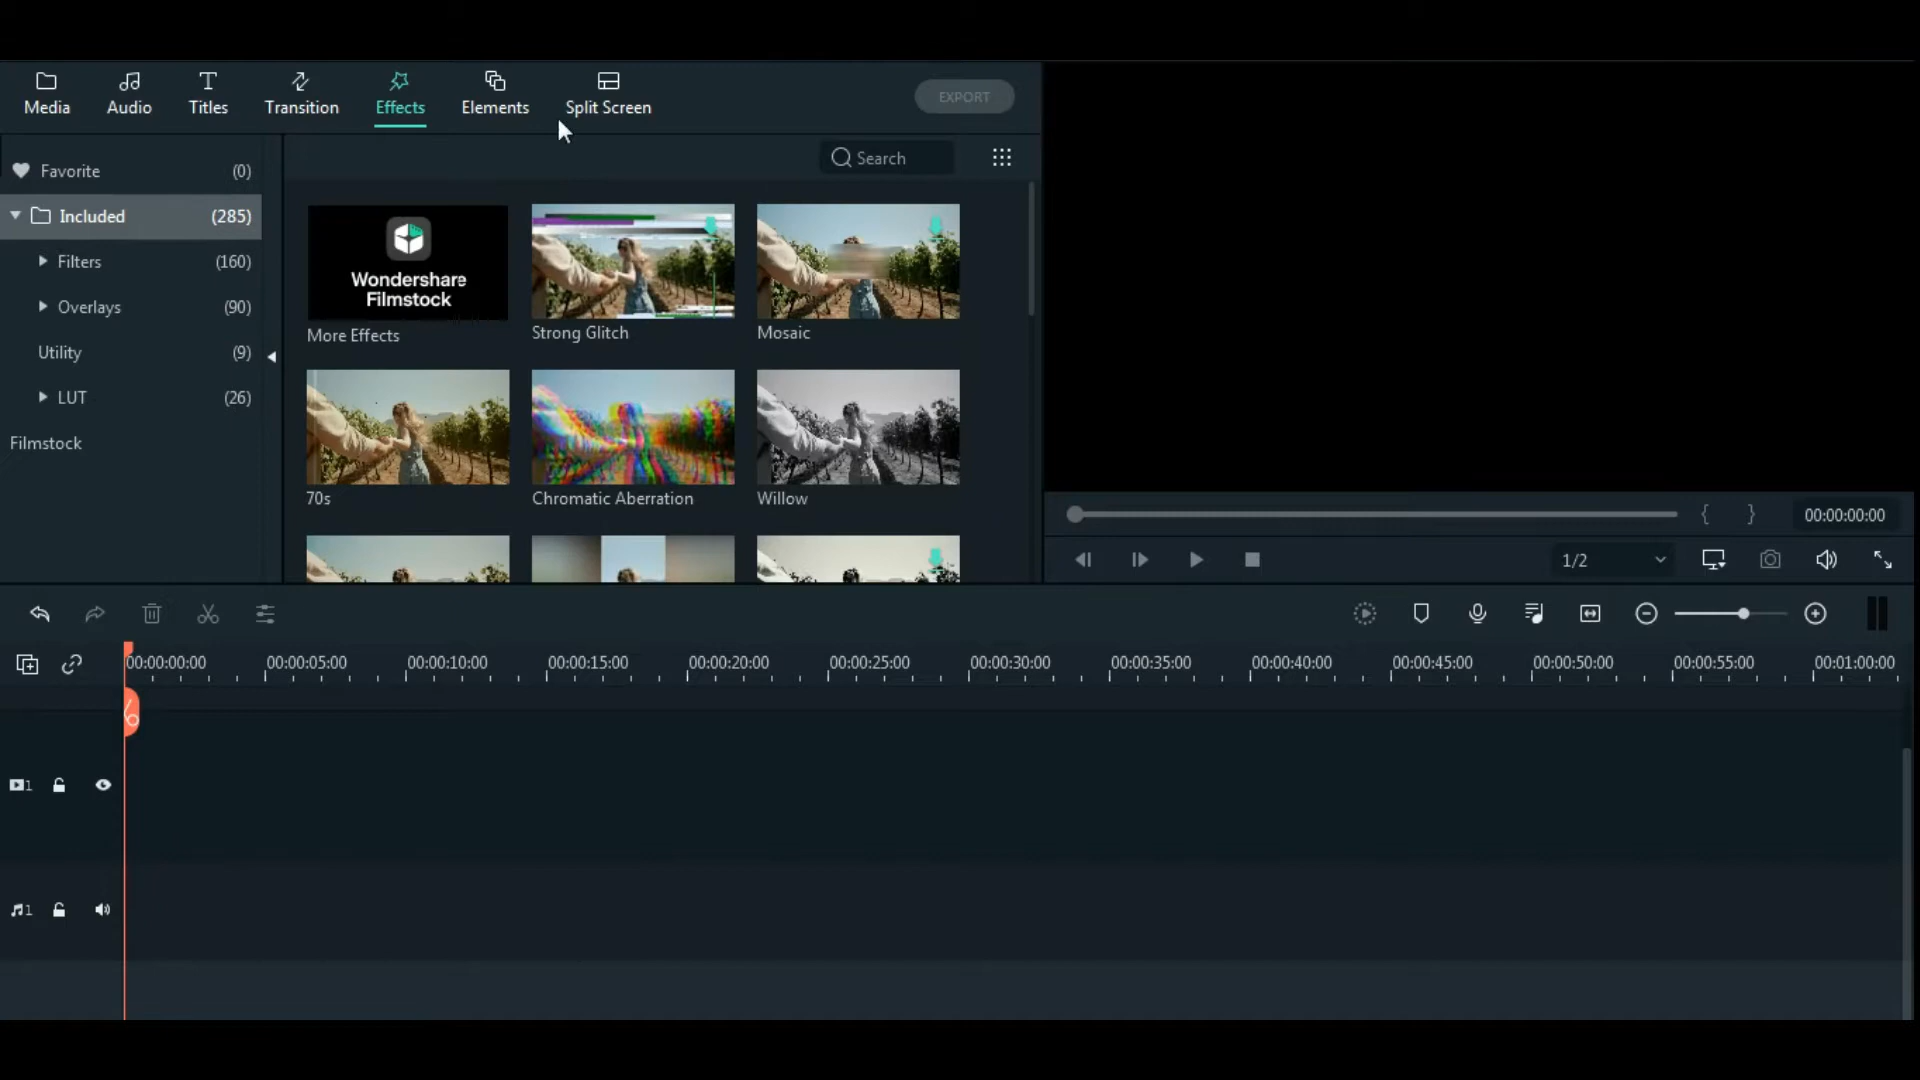 Media Audio Titles Transition Effects Elements Split Screen EXPORT
Favorite (0)
Search
Included (285)
Filters (160)
Overlays (90)
Utility (9)
LUT (26)
Filmstock
Wondershare
Filmstock
More Effects
Strong Glitch
Mosaic
70s
Chromatic Aberration
Willow
{ } 00:00:00:00
1/2
00:00:00:00 00:00:05:00 00:00:10:00 00:00:15:00 00:00:20:00 00:00:25:00 00:00:30:00 00:00:35:00 00:00:40:00 00:00:45:00 00:00:50:00 00:00:55:00 00:01:00:00
1
1